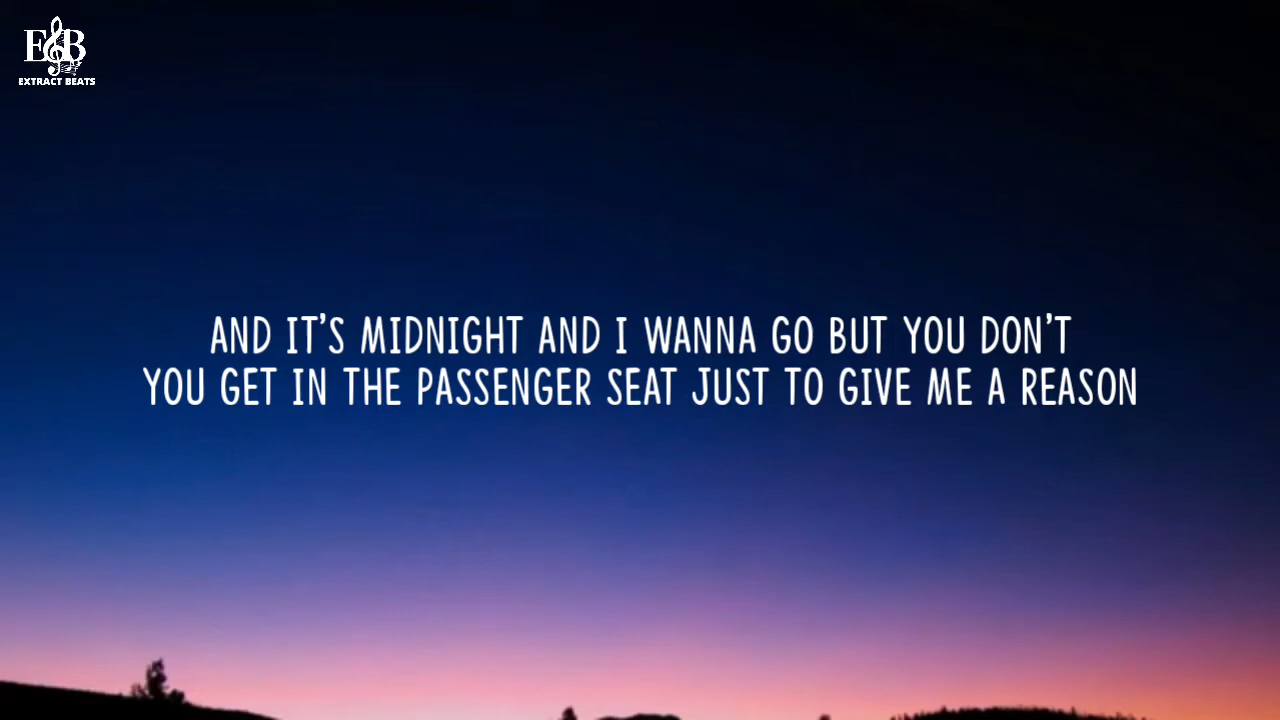 E&B
EXTRACT BEATS
AND IT’S MIDNIGHT AND I WANNA GO BUT YOU DON’T
YOU GET IN THE PASSENGER SEAT JUST TO GIVE ME A REASON